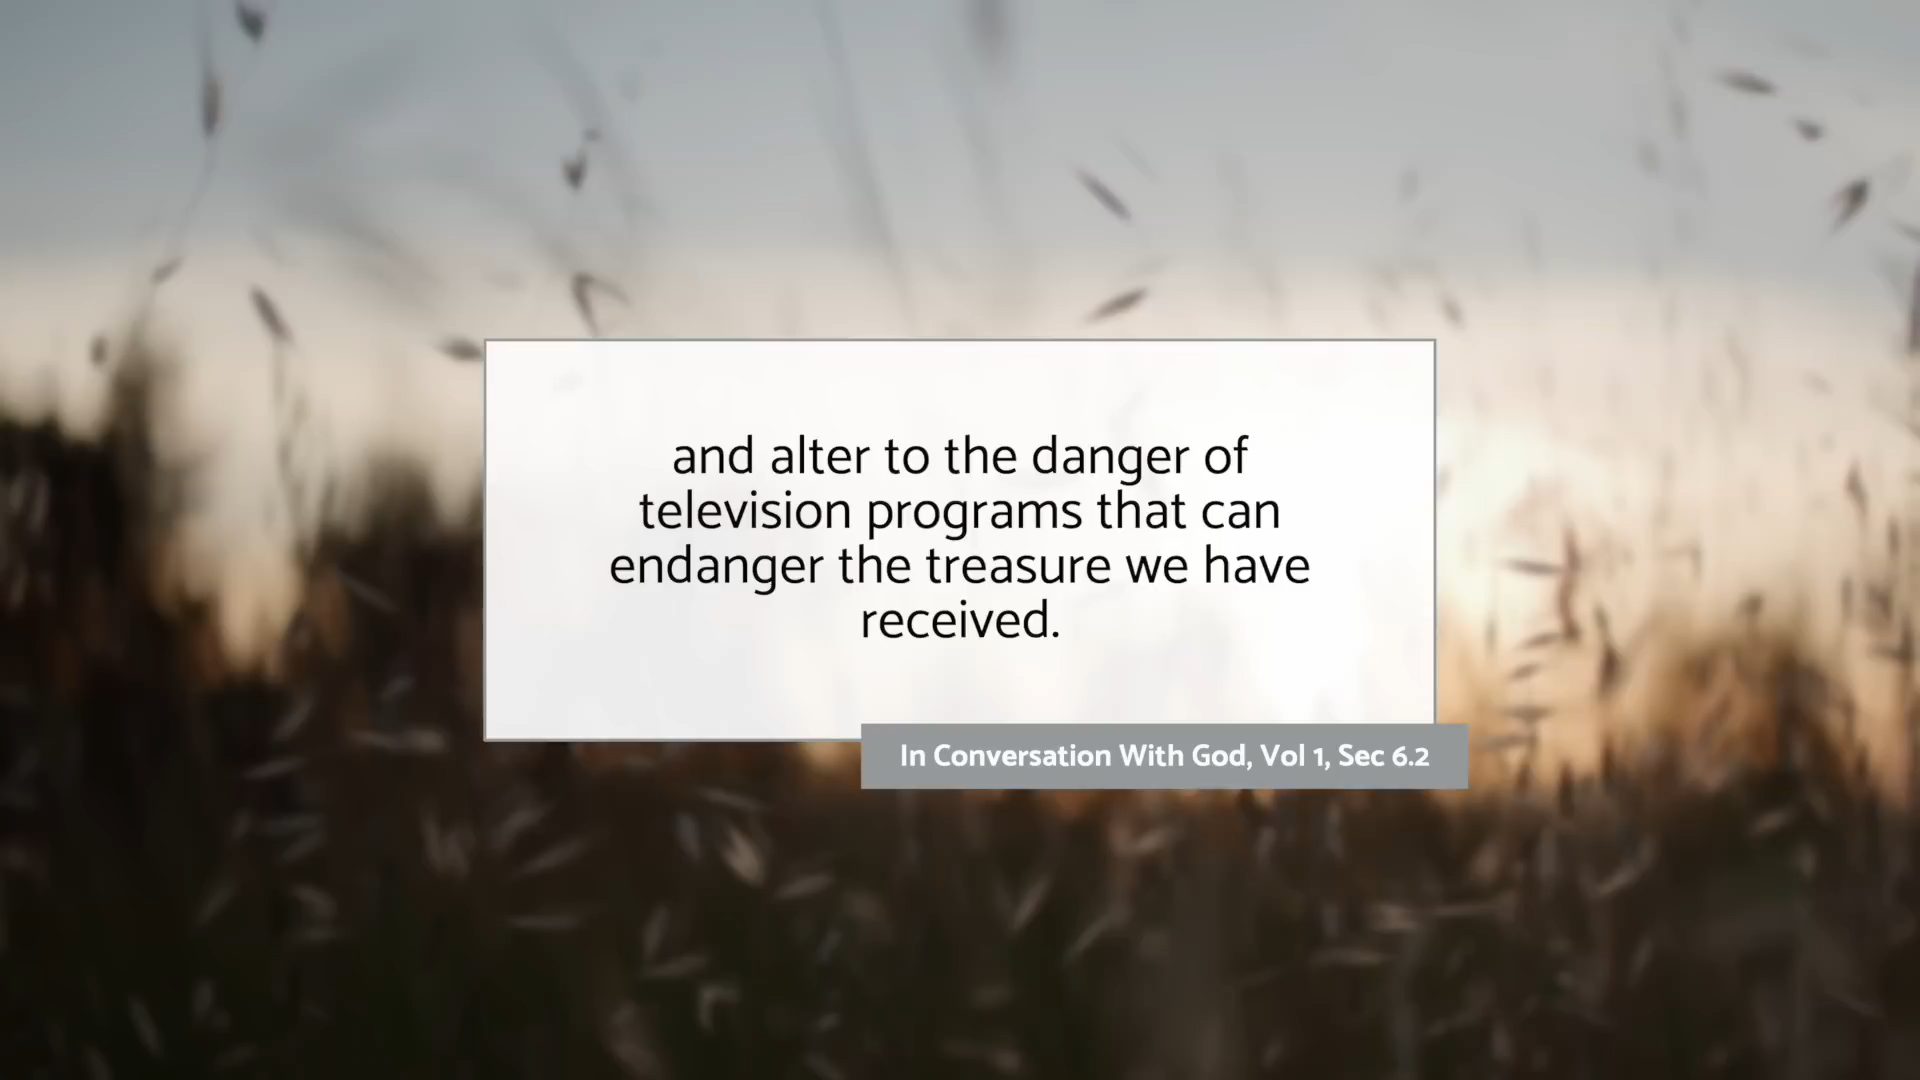 and alter to the danger of
television programs that can
endanger the treasure we have
received.
In Conversation With God, Vol 1, Sec 6.2